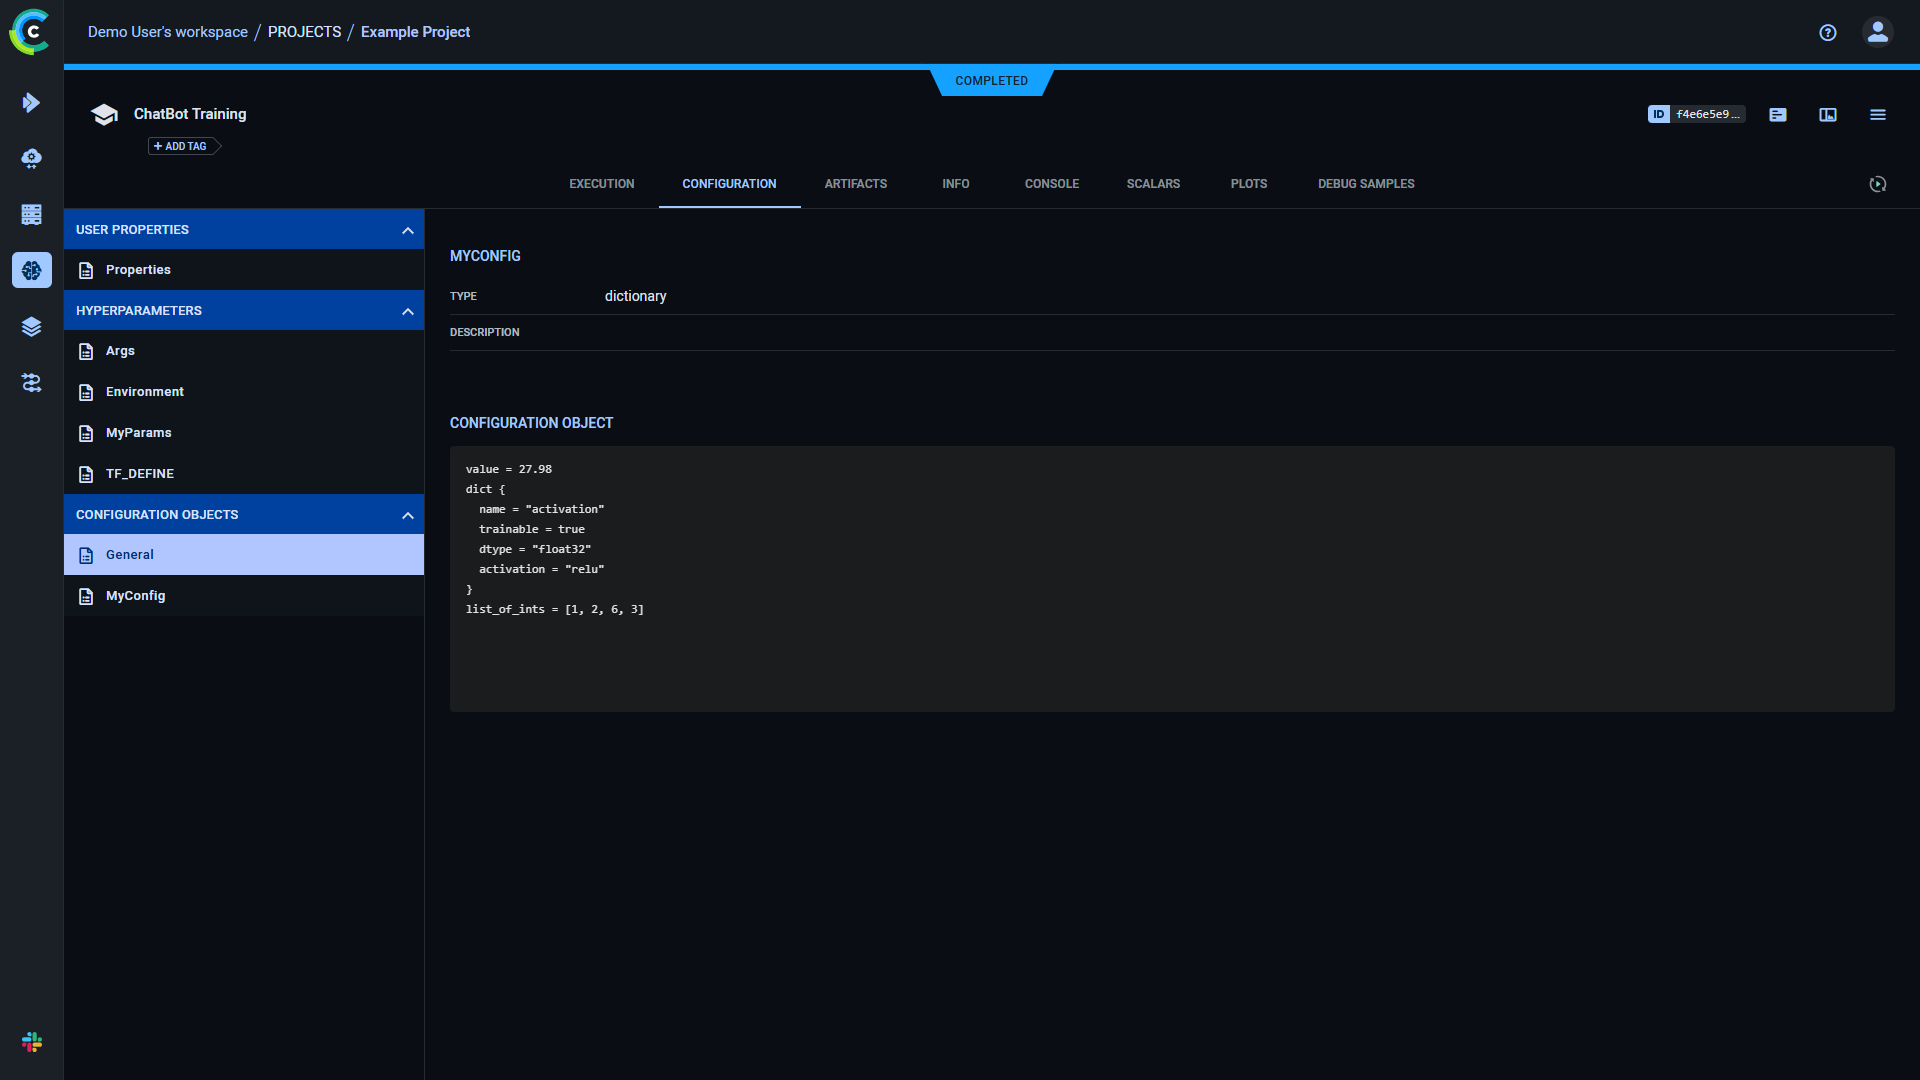 Demo User's workspace / PROJECTS / Example Project
COMPLETED
ChatBot Training
ID f4e6e5e9...
+ ADD TAG
EXECUTION CONFIGURATION ARTIFACTS INFO CONSOLE SCALARS PLOTS DEBUG SAMPLES
USER PROPERTIES
Properties
HYPERPARAMETERS
Args
Environment
MyParams
TF_DEFINE
CONFIGURATION OBJECTS
General
MyConfig
MYCONFIG
TYPE dictionary
DESCRIPTION
CONFIGURATION OBJECT
value = 27.98
dict {
name = "activation"
trainable = true
dtype = "float32"
activation = "relu"
}
list_of_ints = [1, 2, 6, 3]